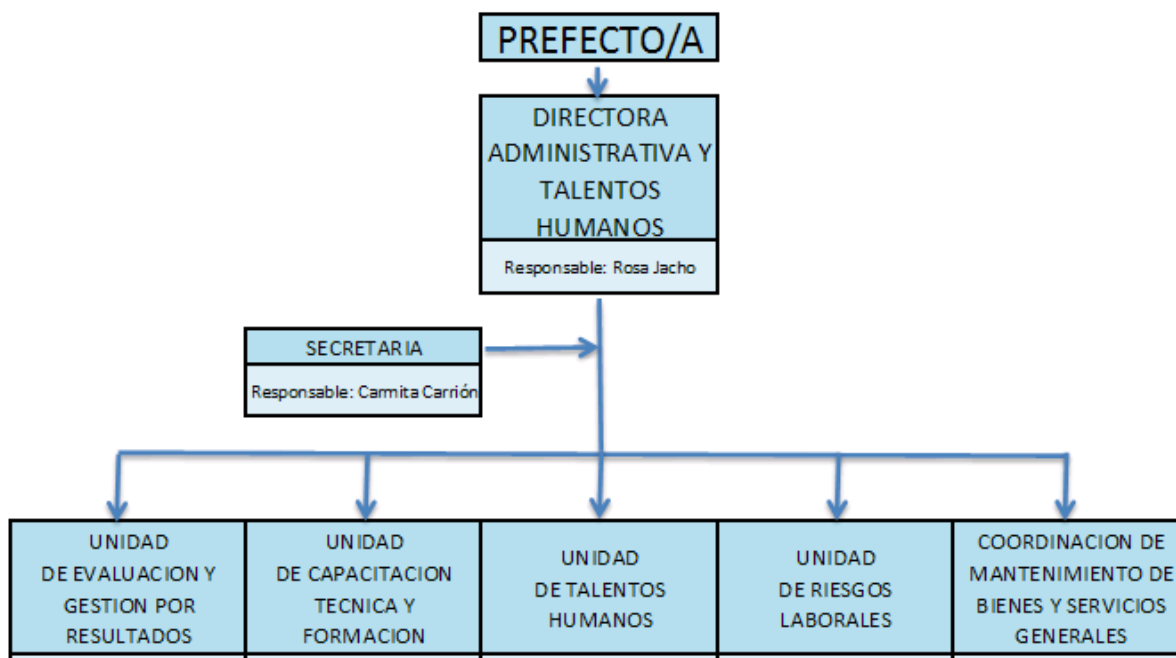 PREFECTO/A
DIRECTORA
ADMINISTRATIVA Y
TALENTOS
HUMANOS
Responsable: Rosa Jacho
SECRETARIA
Responsable: Carmita Carrión
UNIDAD
DE EVALUACION Y
GESTION POR
RESULTADOS
UNIDAD
DE CAPACITACION
TECNICA Y
FORMACION
UNIDAD
DE TALENTOS
HUMANOS
UNIDAD
DE RIESGOS
LABORALES
COORDINACION DE
MANTENIMIENTO DE
BIENES Y SERVICIOS
GENERALES